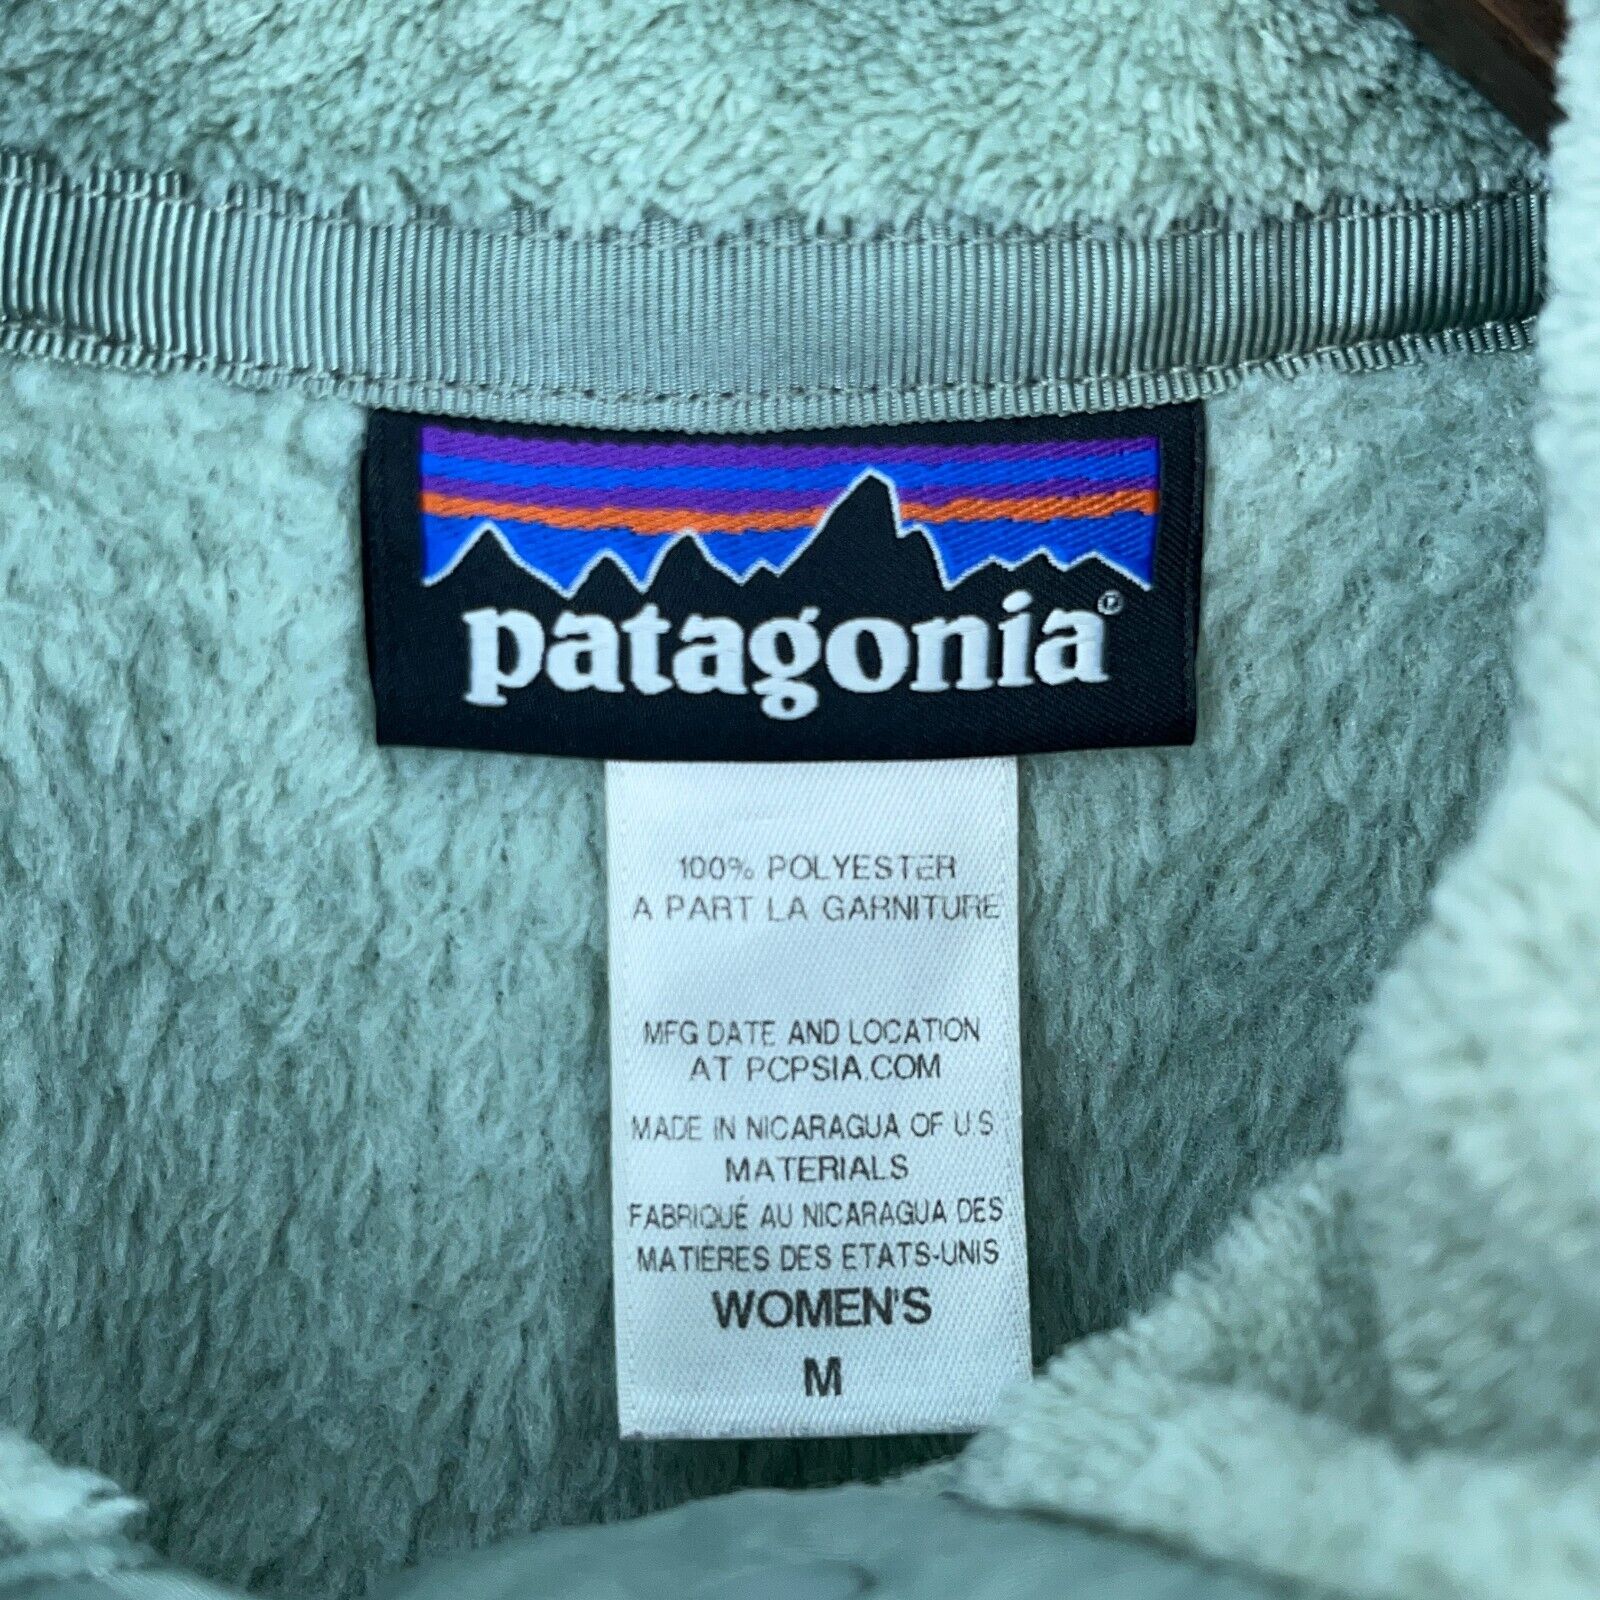 patagonia®
100% POLYESTER
A PART LA GARNITURE
MFG DATE AND LOCATION
AT PCPSIA.COM
MADE IN NICARAGUA OF U.S.
MATERIALS
FABRIQUÉ AU NICARAGUA DES
MATIÈRES DES ETATS-UNIS
WOMEN'S
M